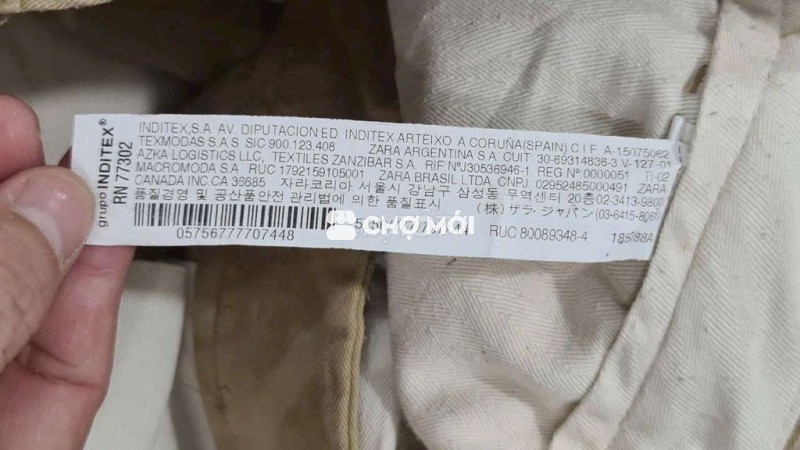 grupo INDITEX®
RN 77302
INDITEX,S.A. AV. DIPUTACION ED. INDITEX ARTEIXO A CORUÑA(SPAIN) C.I.F. A-15075062
TEXMODAS S.A.S SIC 900.123.408 ZARA ARGENTINA S.A. CUIT 30-69314836-3 V-127-01
AZKA LOGISTICS LLC, TEXTILES ZANZIBAR S.A. RIF NºJ30536946-1 REG Nº 0000051 TI-02
MACROMODA S.A. RUC 1792159105001 ZARA BRASIL LTDA. CNPJ. 02952485000491 ZARA
CANADA INC.CA 36685 자라코리아 서울시 강남구 삼성동 무역센터 20층 02-3413-9800
품질경영 및 공산품안전 관리법에 의한 품질표시 (株) ザラ・ジャパン (03-6415-8061)
05756777707448 RUC 80089348-4
CHỢ MỚI